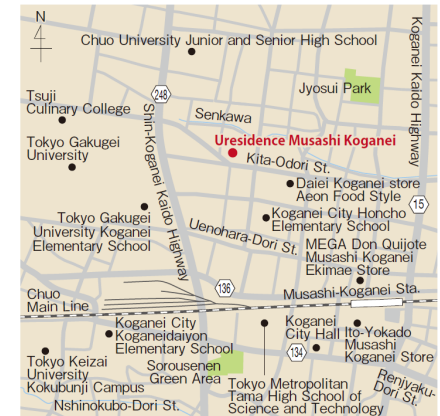 N
Chuo University Junior and Senior High School
Koganei Kaido Highway
Jyosui Park
Tsuji
Culinary College
248
Shin-Koganei Kaido Highway
Senkawa
Uresidence Musashi Koganei
Tokyo Gakugei
University
Kita-Odori St.
Daiei Koganei store
Aeon Food Style
15
Tokyo Gakugei
University Koganei
Elementary School
Koganei City Honcho
Elementary School
Uenohara-Dori St.
MEGA Don Quijote
Musashi Koganei
Ekimae Store
136
Chuo
Main Line
Musashi-Koganei Sta.
Koganei City
Koganeidaiyon
Elementary School
Koganei
City Hall
134
Ito-Yokado
Musashi
Koganei Store
Tokyo Keizai
University
Kokubunji Campus
Sorousenen
Green Area
Tokyo Metropolitan
Tama High School of
Science and Technology
Renjyaku-
Dori St.
Nshinokubo-Dori St.